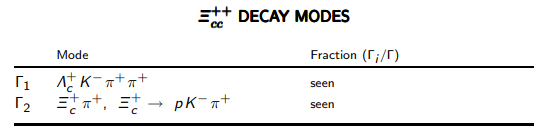 Ξcc++ DECAY MODES
Mode Fraction (Γi/Γ)
Γ1 Λc+ K− π+ π+ seen
Γ2 Ξc+ π+, Ξc+ → p K− π+ seen